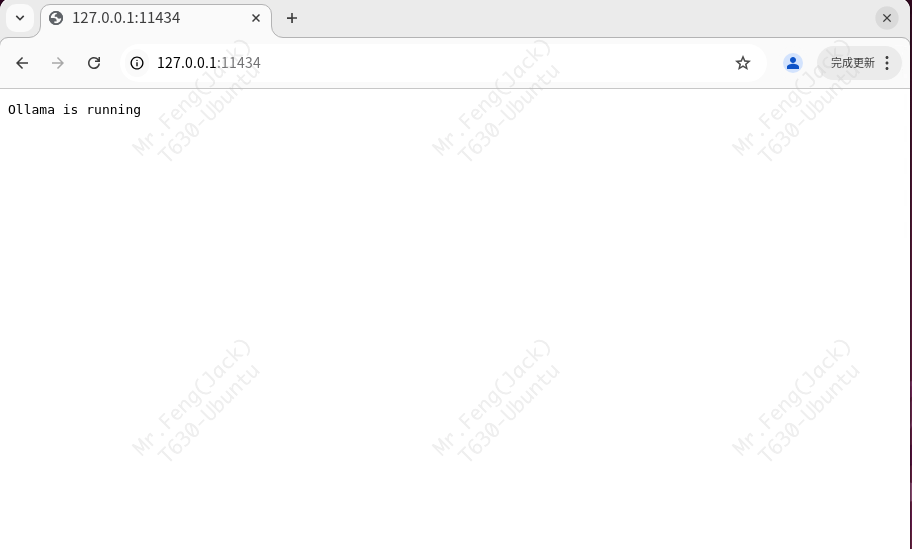 127.0.0.1:11434
127.0.0.1:11434
完成更新
Ollama is running
Mr.Feng(Jack)
T630-Ubuntu
Mr.Feng(Jack)
T630-Ubuntu
Mr.Feng(Jack)
T630-Ubuntu
Mr.Feng(Jack)
T630-Ubuntu
Mr.Feng(Jack)
T630-Ubuntu
Mr.Feng(Jack)
T630-Ubuntu